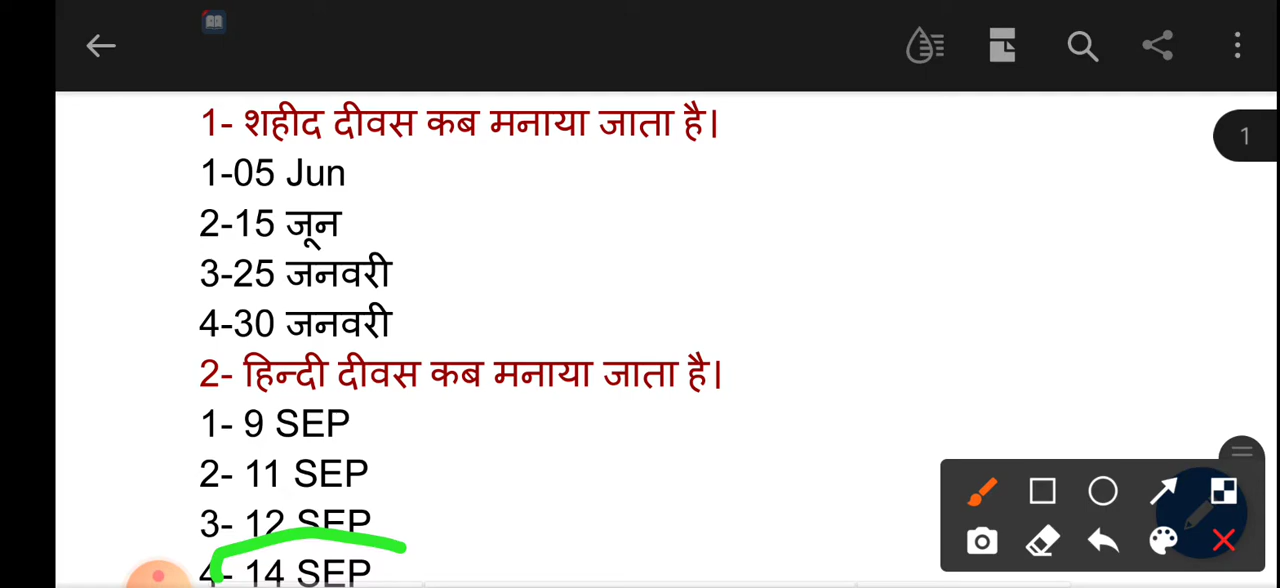 1- शहीद दीवस कब मनाया जाता है।
1
1-05 Jun
2-15 जून
3-25 जनवरी
4-30 जनवरी
2- हिन्दी दीवस कब मनाया जाता है।
1- 9 SEP
2- 11 SEP
3- 12 SEP
4- 14 SEP